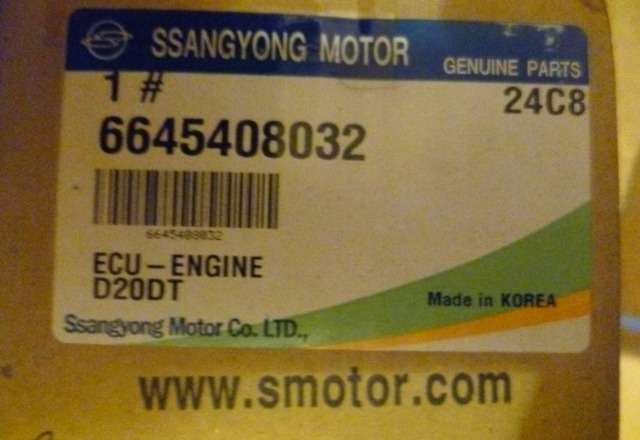 SSANGYONG MOTOR
GENUINE PARTS
1 #
24C8
6645408032
6645408032
ECU-ENGINE
D20DT
Made in KOREA
Ssangyong Motor Co. LTD.,
www.smotor.com